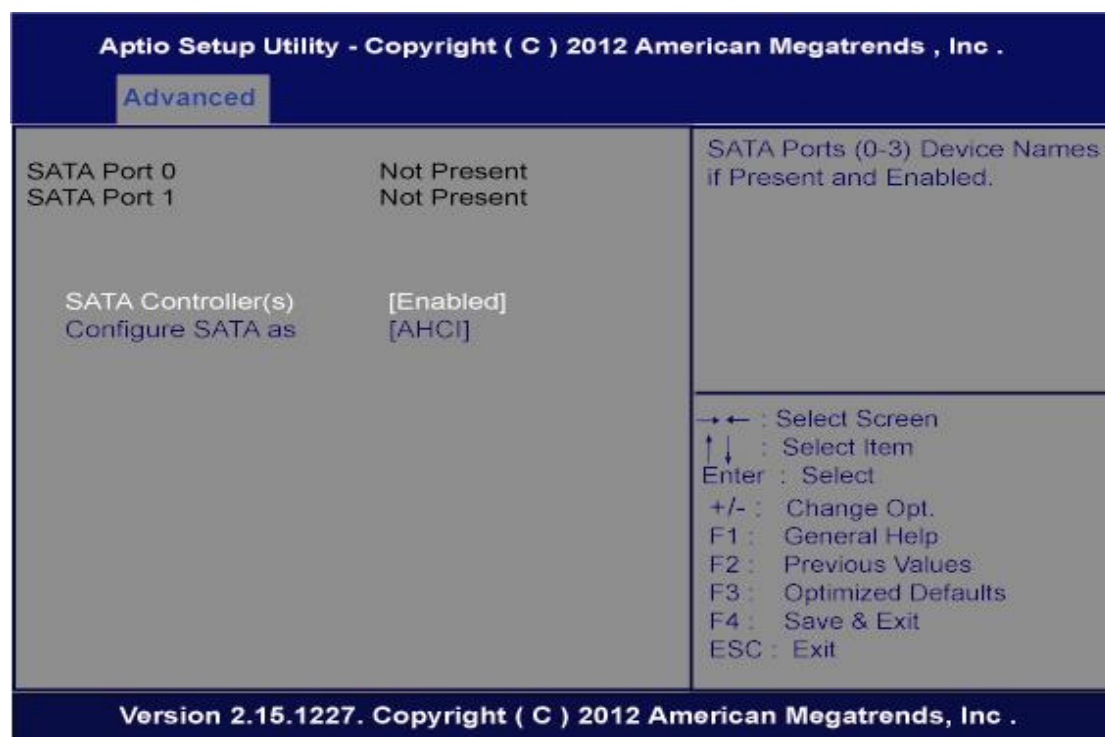 Aptio Setup Utility - Copyright ( C ) 2012 American Megatrends , Inc .
Advanced
SATA Port 0 Not Present
SATA Port 1 Not Present
SATA Controller(s) [Enabled]
Configure SATA as [AHCI]
SATA Ports (0-3) Device Names
if Present and Enabled.
→ ← : Select Screen
↑ ↓ : Select Item
Enter : Select
+/- : Change Opt.
F1 : General Help
F2 : Previous Values
F3 : Optimized Defaults
F4 : Save & Exit
ESC : Exit
Version 2.15.1227. Copyright ( C ) 2012 American Megatrends, Inc .